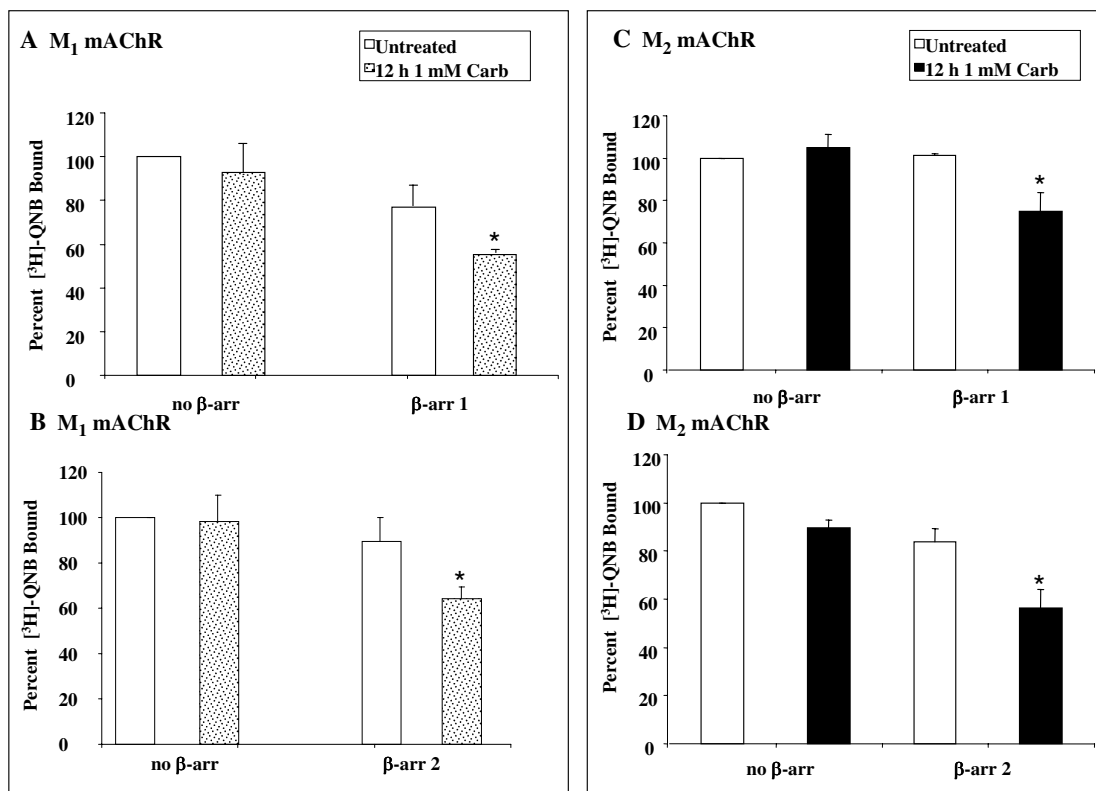 A M₁ mAChR
Untreated
12 h 1 mM Carb
Percent [³H]-QNB Bound
120
100
80
60
40
20
0
no β-arr
β-arr 1
B M₁ mAChR
Percent [³H]-QNB Bound
120
100
80
60
40
20
0
no β-arr
β-arr 2
*
*
C M₂ mAChR
Untreated
12 h 1 mM Carb
Percent [³H]-QNB Bound
120
100
80
60
40
20
0
no β-arr
β-arr 1
D M₂ mAChR
Percent [³H]-QNB Bound
120
100
80
60
40
20
0
no β-arr
β-arr 2
*
*